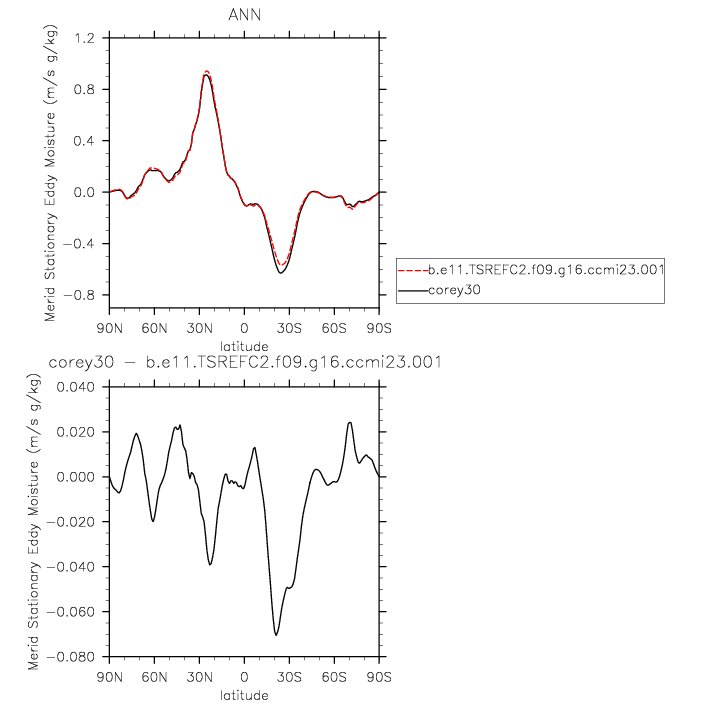 ANN
Merid Stationary Eddy Moisture (m/s g/kg)
1.2
0.8
0.4
0.0
−0.4
−0.8
90N 60N 30N 0 30S 60S 90S
latitude
b.e11.TSREFC2.f09.g16.ccmi23.001
corey30
corey30 − b.e11.TSREFC2.f09.g16.ccmi23.001
Merid Stationary Eddy Moisture (m/s g/kg)
0.040
0.020
0.000
−0.020
−0.040
−0.060
−0.080
90N 60N 30N 0 30S 60S 90S
latitude